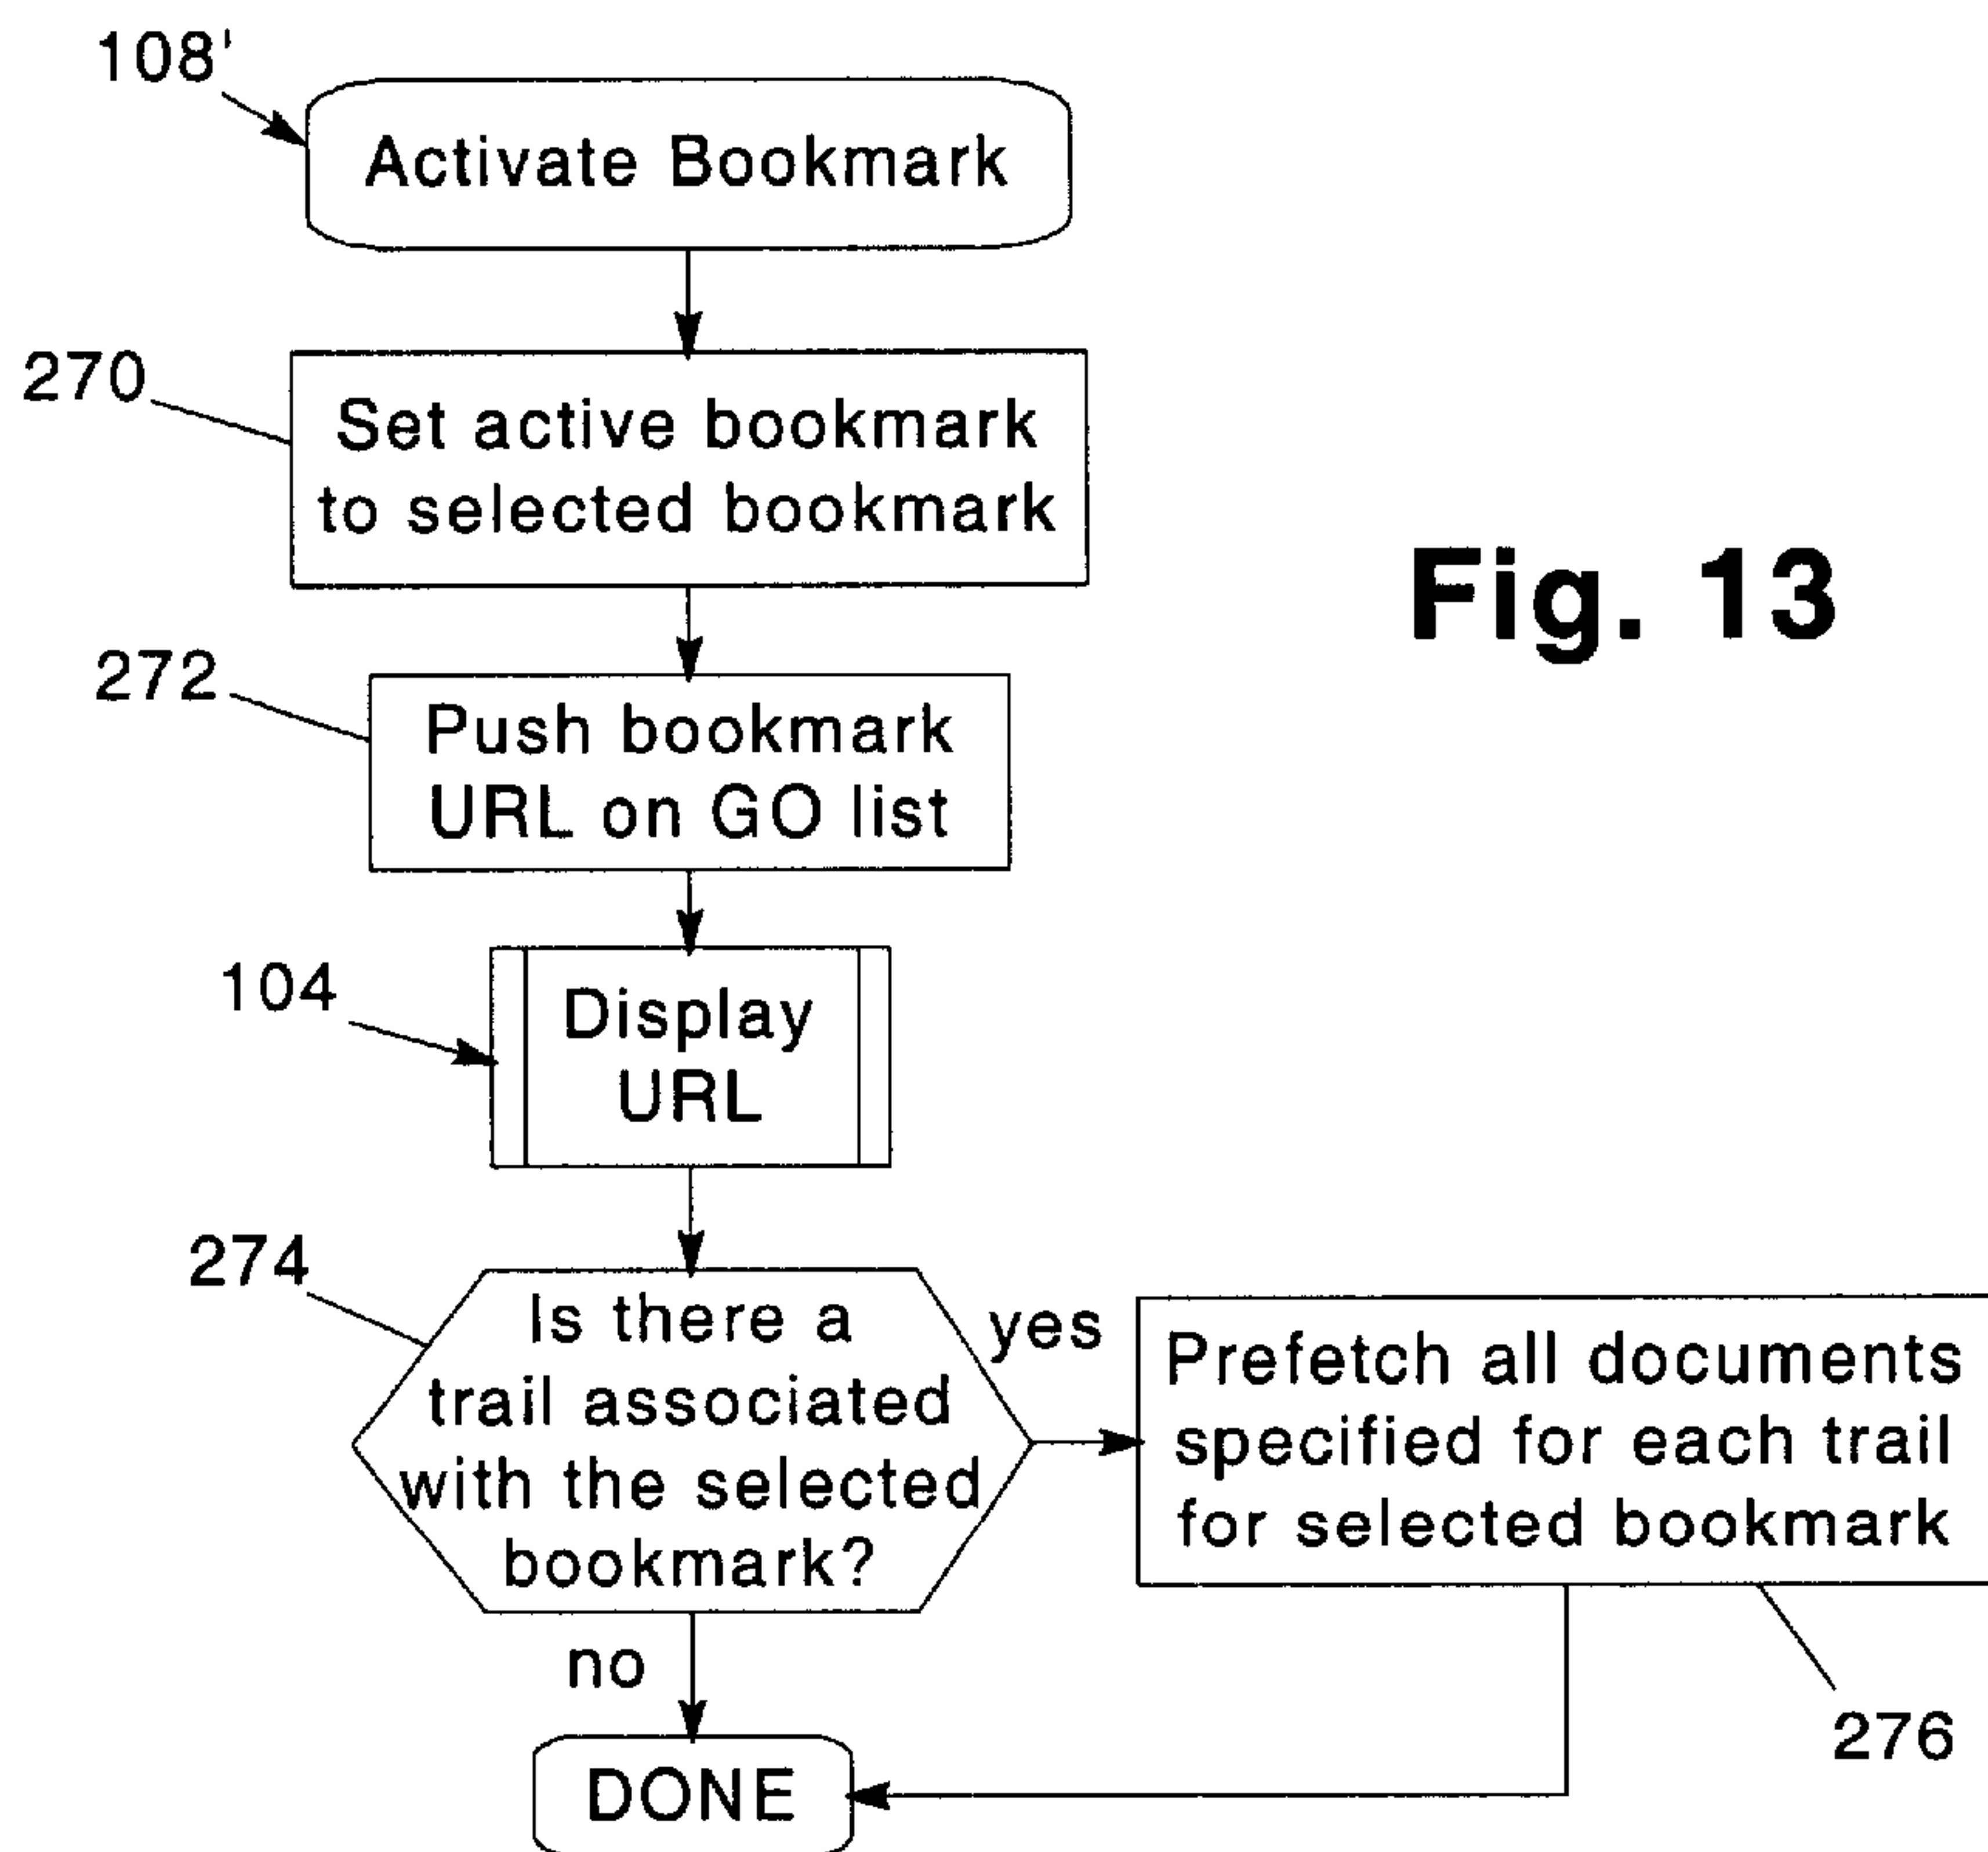 108'
Activate Bookmark
270
Set active bookmark
to selected bookmark
Fig. 13
272
Push bookmark
URL on GO list
104
Display
URL
274
Is there a
trail associated
with the selected
bookmark?
yes
Prefetch all documents
specified for each trail
for selected bookmark
no
276
DONE